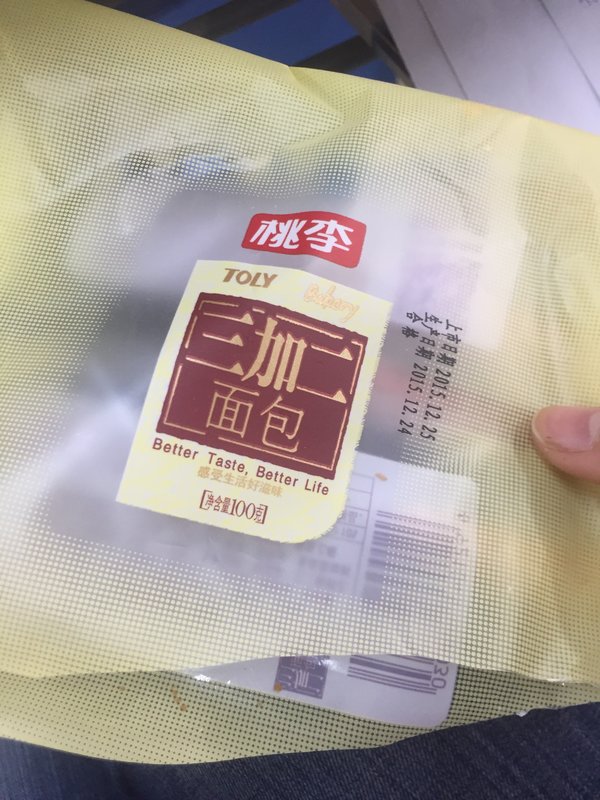 桃李
TOLY
Bakery
三加二
面包
Better Taste, Better Life
感受生活好滋味
[净含量100克]
上市日期 2015.12.25
生产日期 2015.12.24
合格